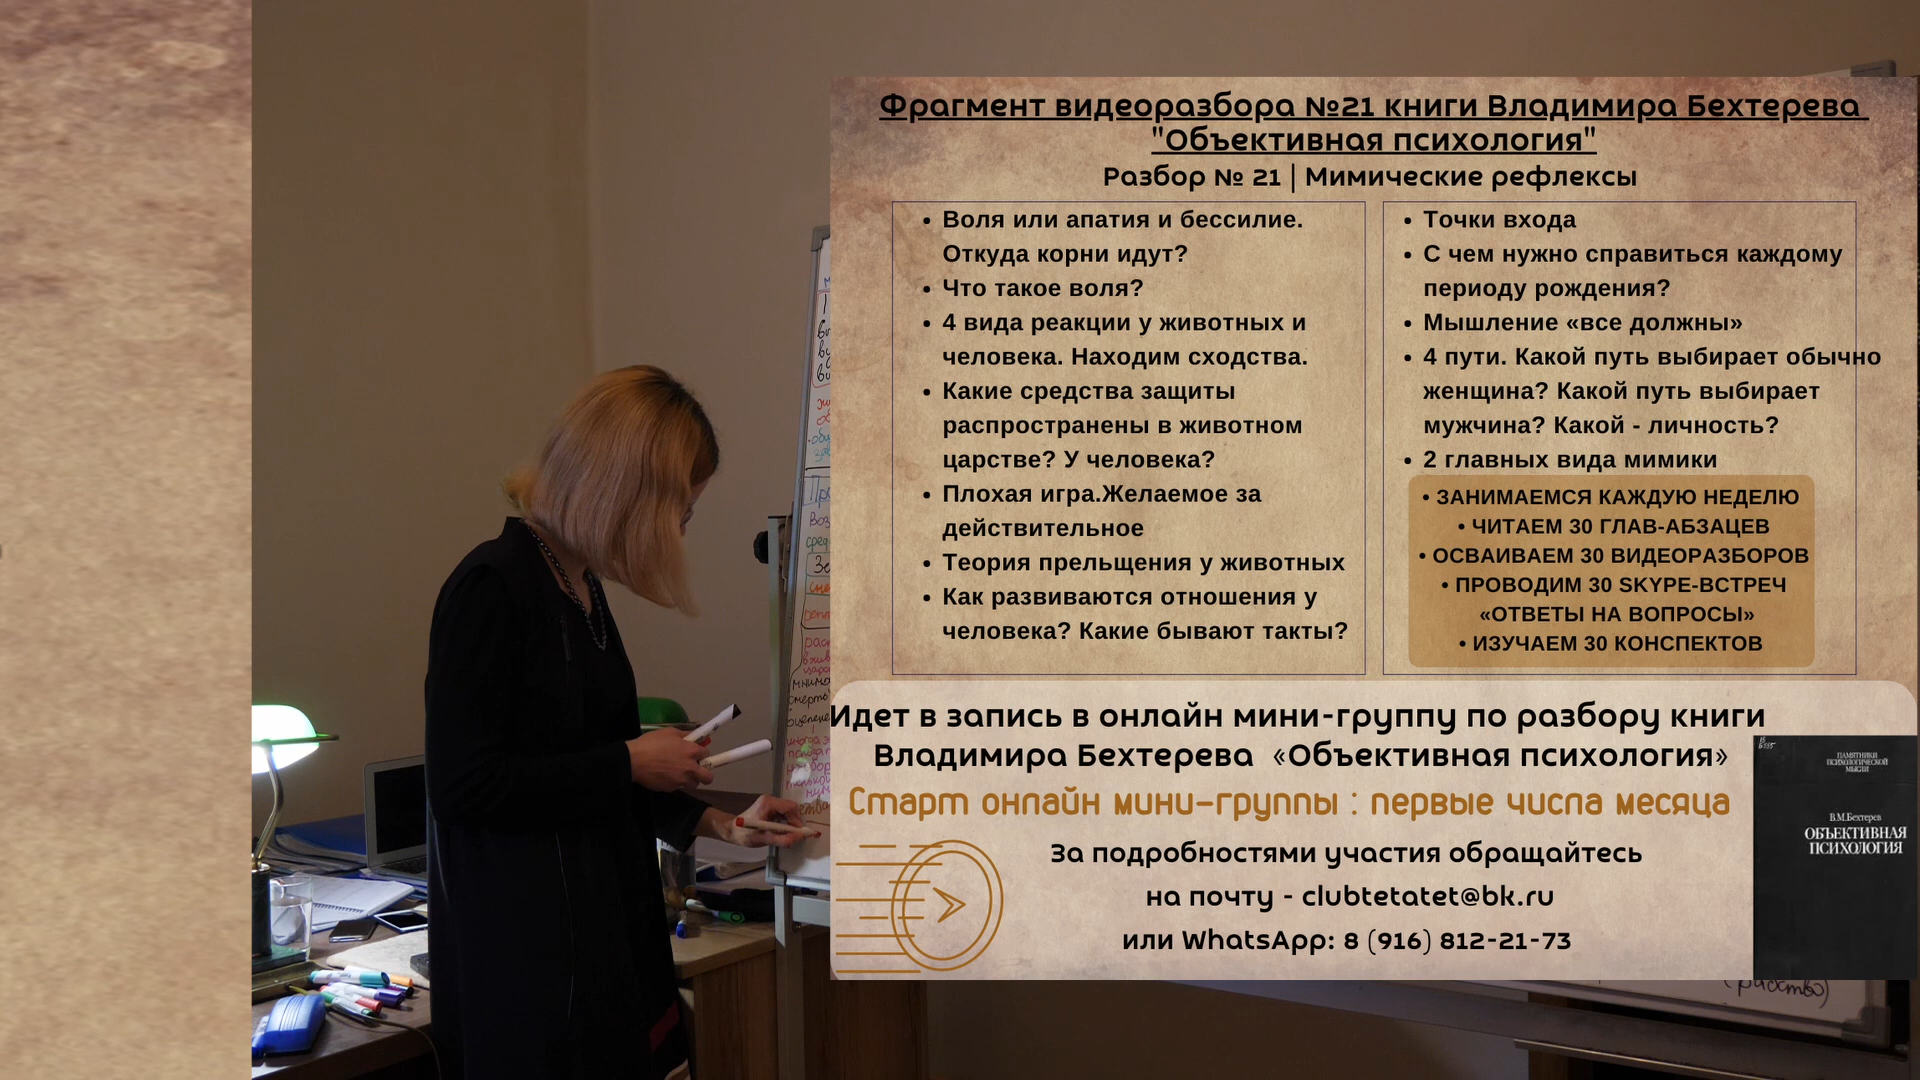 Фрагмент видеоразбора №21 книги Владимира Бехтерева
"Объективная психология"
Разбор № 21 | Мимические рефлексы
• Воля или апатия и бессилие.
Откуда корни идут?
• Что такое воля?
• 4 вида реакции у животных и
человека. Находим сходства.
• Какие средства защиты
распространены в животном
царстве? У человека?
• Плохая игра.Желаемое за
действительное
• Теория прельщения у животных
• Как развиваются отношения у
человека? Какие бывают такты?
• Точки входа
• С чем нужно справиться каждому
периоду рождения?
• Мышление «все должны»
• 4 пути. Какой путь выбирает обычно
женщина? Какой путь выбирает
мужчина? Какой - личность?
• 2 главных вида мимики
• ЗАНИМАЕМСЯ КАЖДУЮ НЕДЕЛЮ
• ЧИТАЕМ 30 ГЛАВ-АБЗАЦЕВ
• ОСВАИВАЕМ 30 ВИДЕОРАЗБОРОВ
• ПРОВОДИМ 30 SKYPE-ВСТРЕЧ
«ОТВЕТЫ НА ВОПРОСЫ»
• ИЗУЧАЕМ 30 КОНСПЕКТОВ
Идет в запись в онлайн мини-группу по разбору книги
Владимира Бехтерева «Объективная психология»
Старт онлайн мини-группы : первые числа месяца
За подробностями участия обращайтесь
на почту - clubtetatet@bk.ru
или WhatsApp: 8 (916) 812-21-73
ПАМЯТНИКИ
ПСИХОЛОГИЧЕСКОЙ
МЫСЛИ
В.М.Бехтерев
ОБЪЕКТИВНАЯ
ПСИХОЛОГИЯ